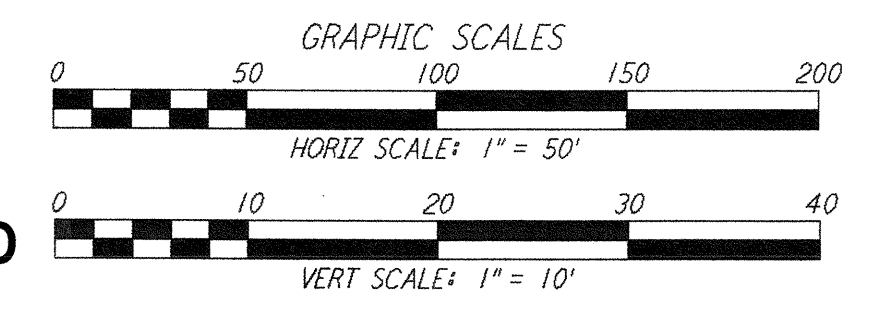 GRAPHIC SCALES
0 50 100 150 200
HORIZ SCALE: 1" = 50'
0 10 20 30 40
VERT SCALE: 1" = 10'